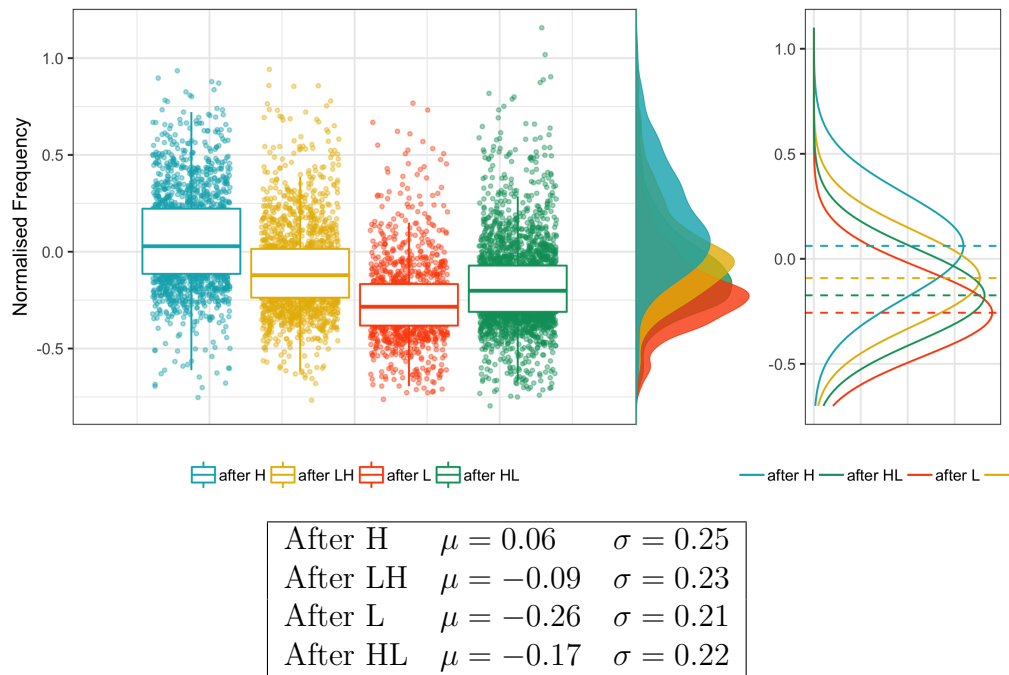 Normalised Frequency
1.0
0.5
0.0
-0.5
1.0
0.5
0.0
-0.5
after H after LH after L after HL
after H after HL after L
After H μ = 0.06 σ = 0.25
After LH μ = −0.09 σ = 0.23
After L μ = −0.26 σ = 0.21
After HL μ = −0.17 σ = 0.22